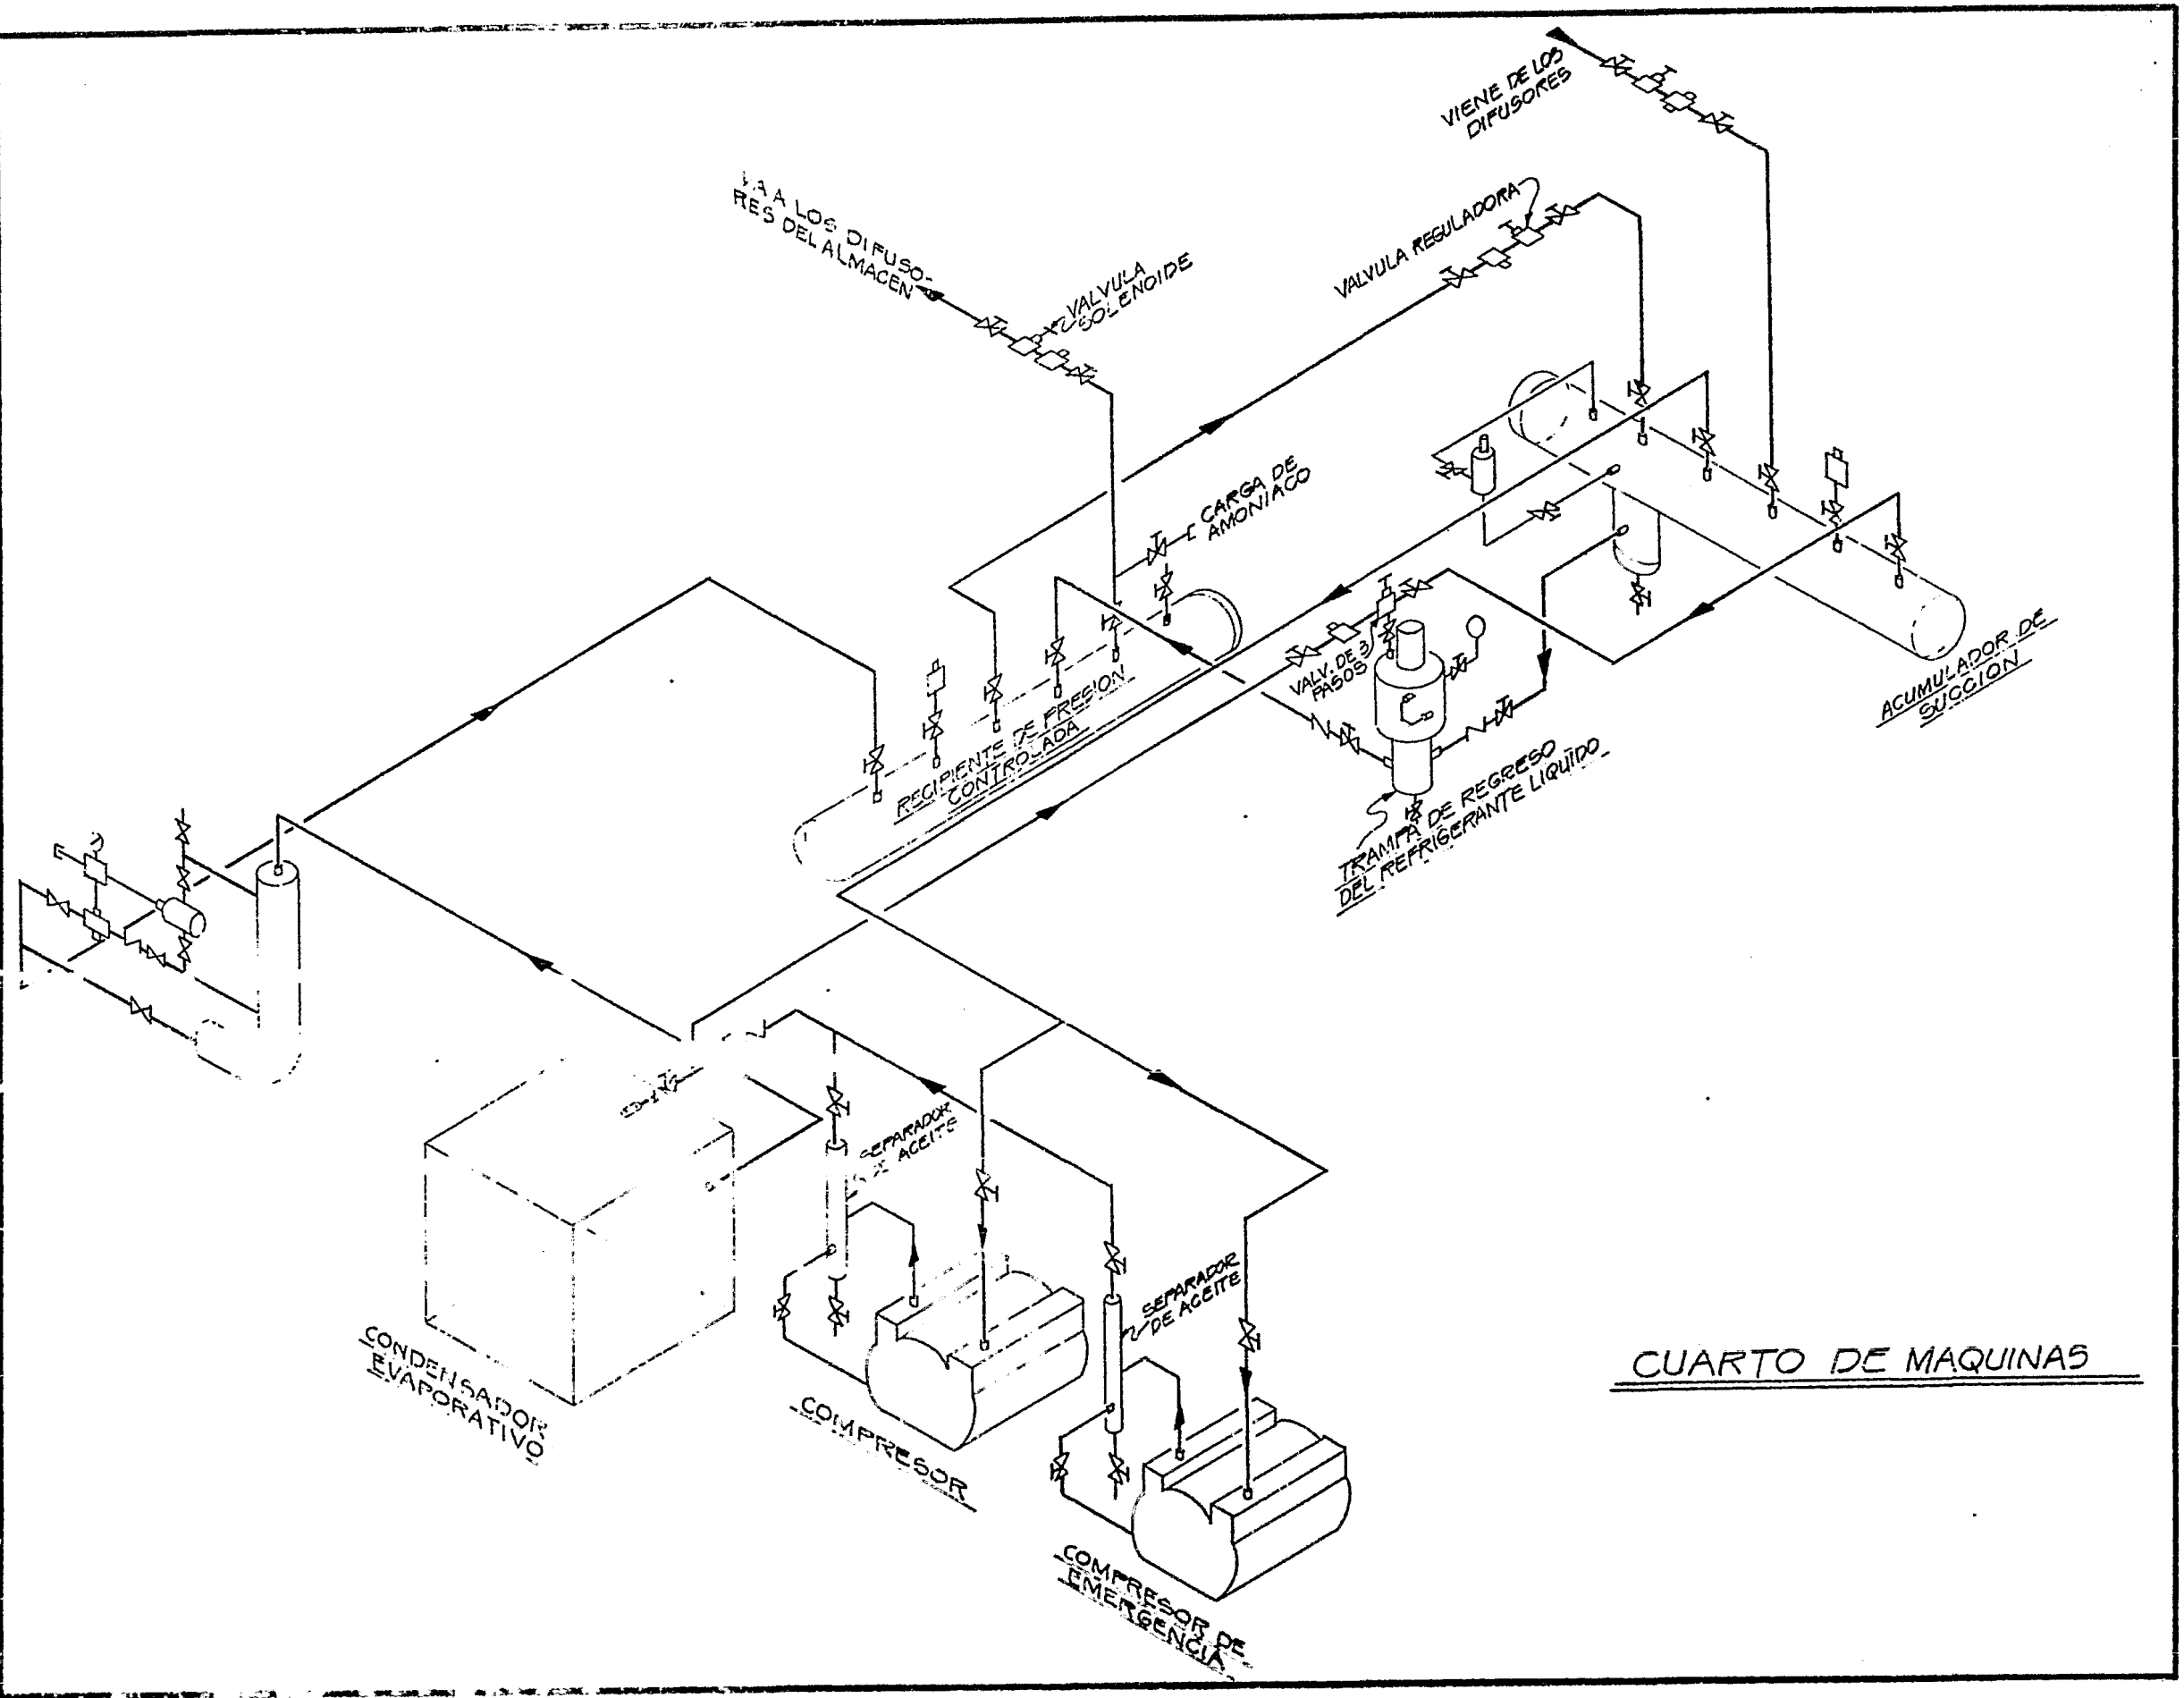 VIENE DE LOS
DIFUSORES
VA A LOS DIFUSO-
RES DEL ALMACEN
VALVULA
SOLENOIDE
VALVULA REGULADORA
CARGA DE
AMONIACO
VALV. DE 3
PASOS
ACUMULADOR DE
SUCCION
RECIPIENTE DE PRESION
CONTROLADA
TRAMPA DE REGRESO
DEL REFRIGERANTE LIQUIDO
SEPARADOR
DE ACEITE
SEPARADOR
DE ACEITE
CONDENSADOR
EVAPORATIVO
COMPRESOR
COMPRESOR DE
EMERGENCIA
CUARTO DE MAQUINAS